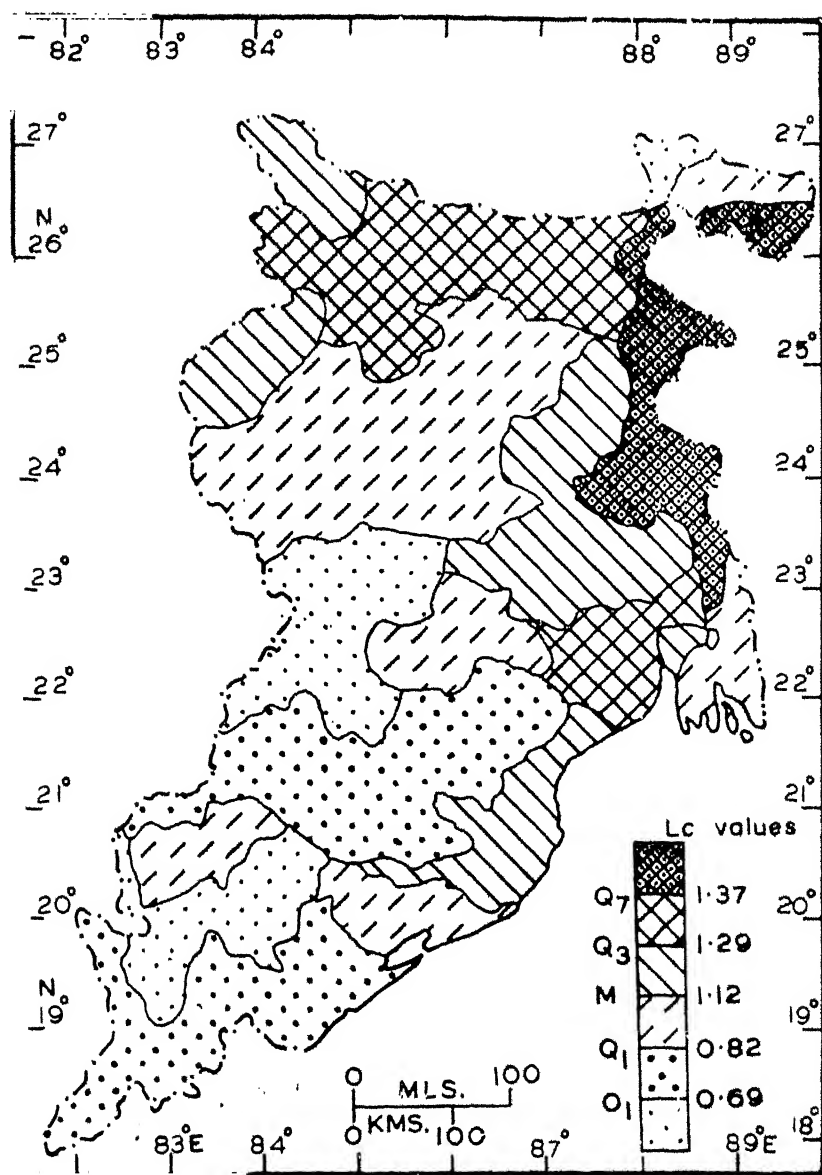 82° 83° 84° 88° 89°
27° 27°
N
26° 26°
25° 25°
24° 24°
23° 23°
22° 22°
21° 21°
Lc values
Q7 1·37
20° 20°
Q3 1·29
N
M 1·12
19° 19°
Q1 0·82
0 100
MLS.
O1 0·69
KMS.
0 100
18°
83°E 84° 87° 89°E